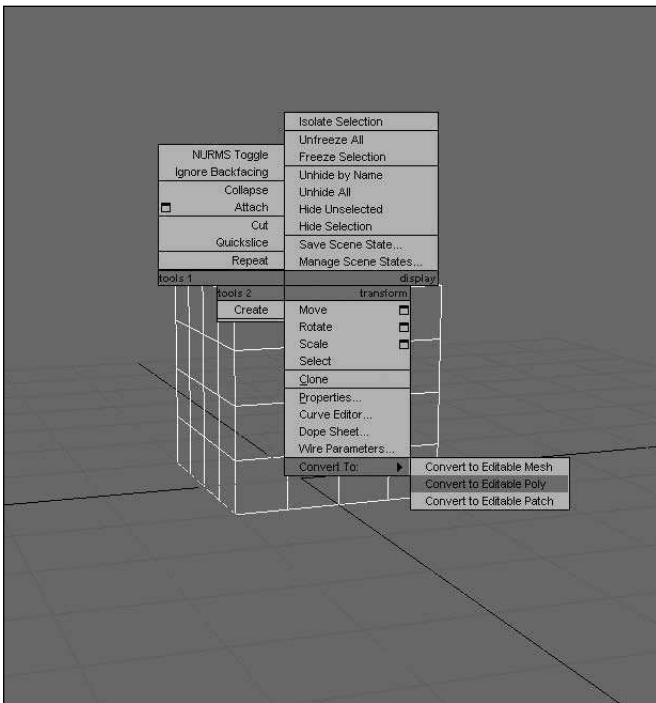 Isolate Selection
Unfreeze All
Freeze Selection
Unhide by Name
Unhide All
Hide Unselected
Hide Selection
Save Scene State...
Manage Scene States...
display
NURMS Toggle
Ignore Backfacing
Collapse
Attach
Cut
Quickslice
Repeat
tools 1
tools 2
Create
transform
Move
Rotate
Scale
Select
Clone
Properties...
Curve Editor...
Dope Sheet...
Wire Parameters...
Convert To:
Convert to Editable Mesh
Convert to Editable Poly
Convert to Editable Patch